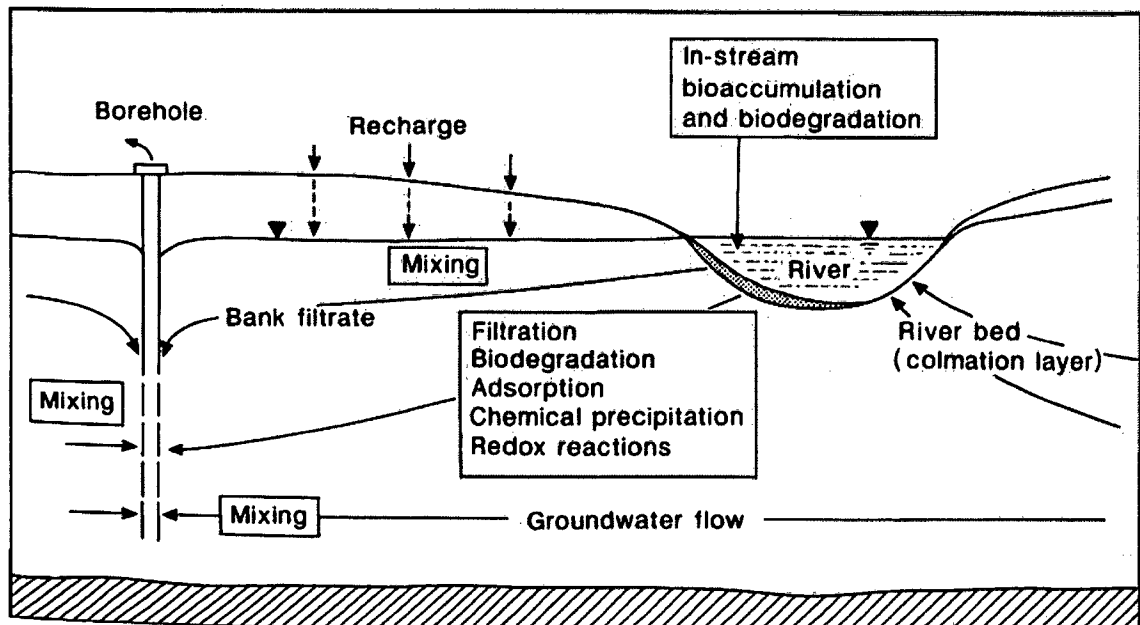 In-stream
bioaccumulation
and biodegradation
Borehole
Recharge
Mixing
River
Bank filtrate
Filtration
Biodegradation
Adsorption
Chemical precipitation
Redox reactions
River bed
(colmation layer)
Mixing
Mixing
Groundwater flow